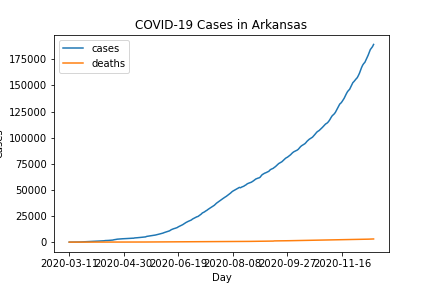 COVID-19 Cases in Arkansas
cases
deaths
175000
150000
125000
100000
75000
50000
25000
0
cases
2020-03-11 2020-04-30 2020-06-19 2020-08-08 2020-09-27 2020-11-16
Day